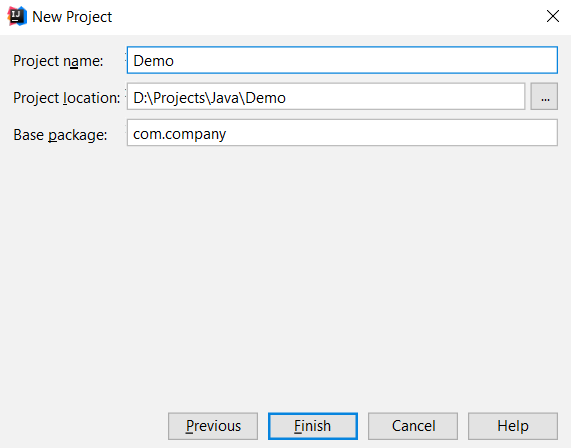 New Project
Project name: Demo
Project location: D:\Projects\Java\Demo ...
Base package: com.company
Previous Finish Cancel Help